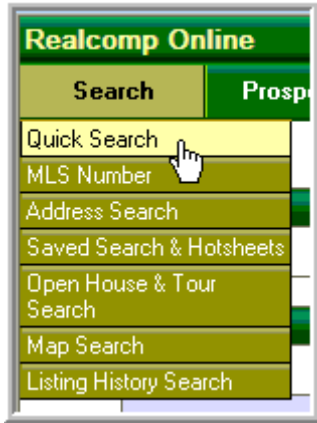 Realcomp Online
Search Prosp
Quick Search
MLS Number
Address Search
Saved Search & Hotsheets
Open House & Tour
Search
Map Search
Listing History Search